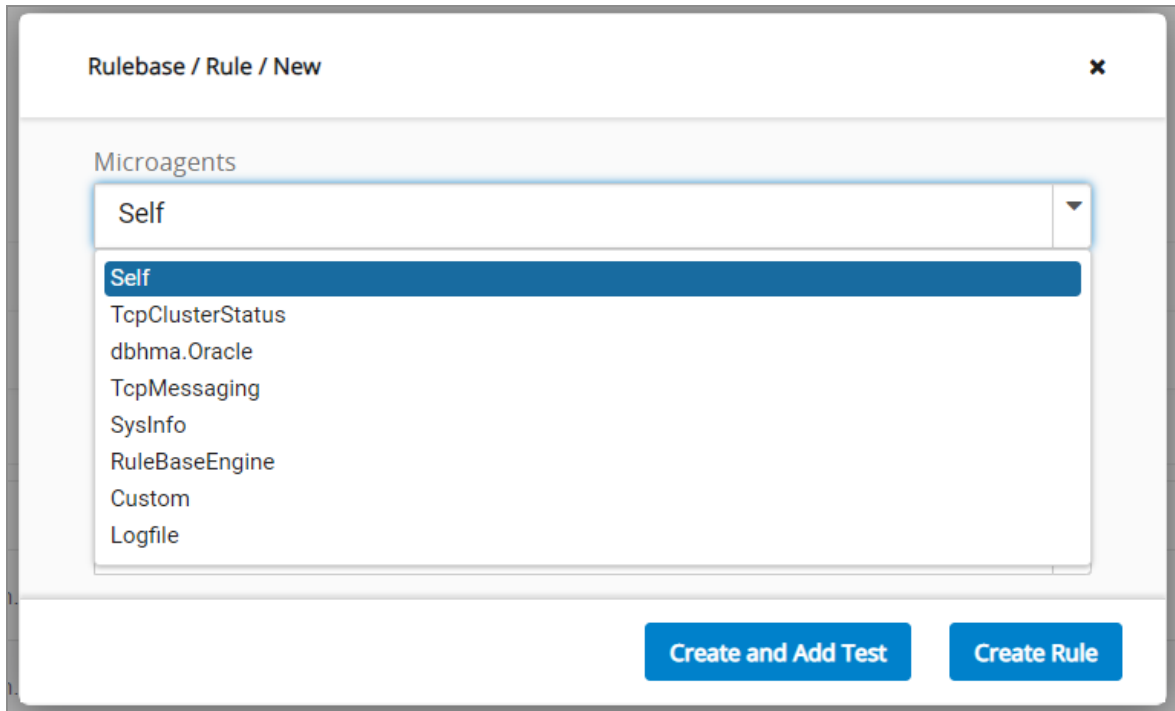 Rulebase / Rule / New
Microagents
Self
Self
TcpClusterStatus
dbhma.Oracle
TcpMessaging
SysInfo
RuleBaseEngine
Custom
Logfile
Create and Add Test Create Rule